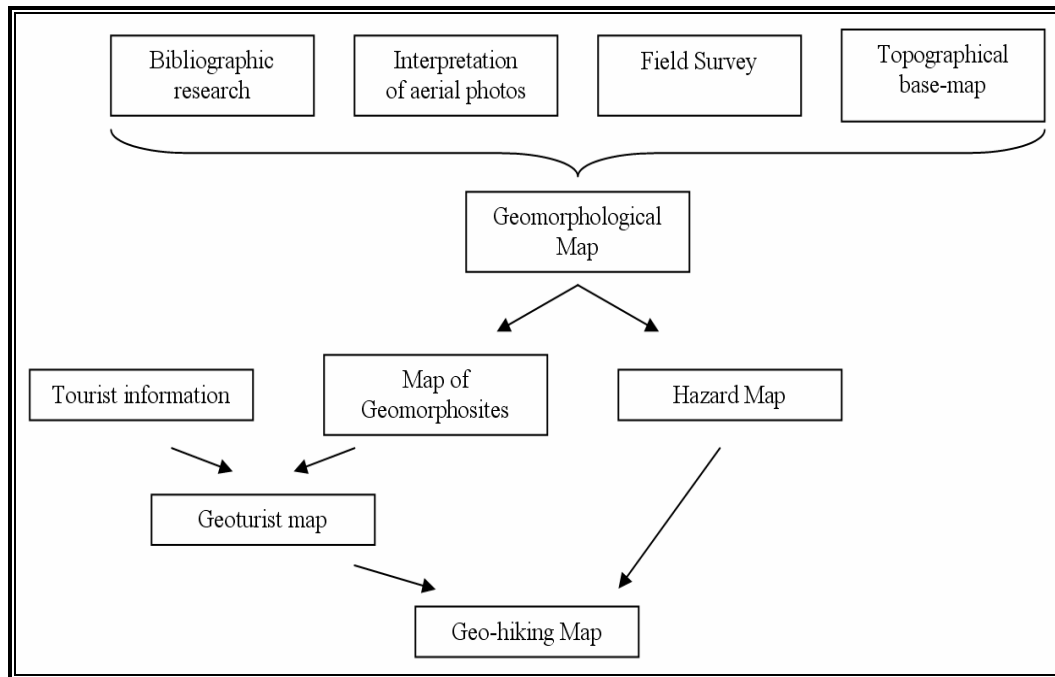 Bibliographic
research
Interpretation
of aerial photos
Field Survey
Topographical
base-map
Geomorphological
Map
Tourist information
Map of
Geomorphosites
Hazard Map
Geoturist map
Geo-hiking Map